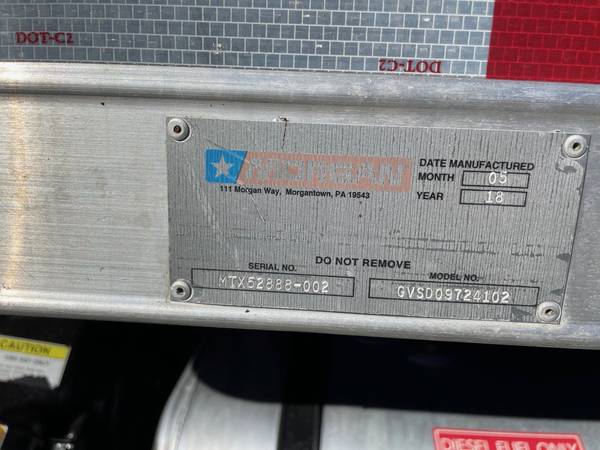 DOT-C2
DOT-C2
MORGAN
111 Morgan Way, Morgantown, PA 19543
DATE MANUFACTURED
MONTH 05
YEAR 18
DO NOT REMOVE
SERIAL NO.
MTX52888-002
MODEL NO.
GVSD09724102
CAUTION
DIESEL FUEL ONLY